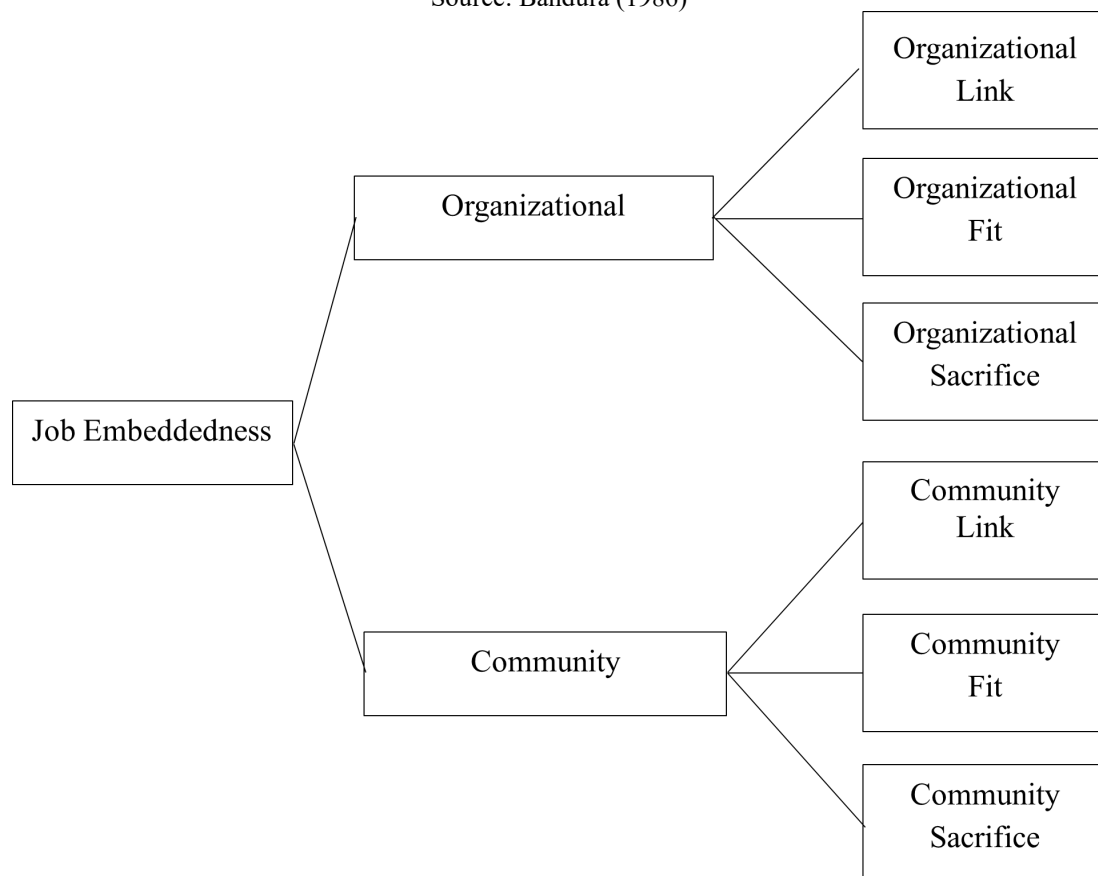 Source: Bandura (1986)
Organizational
Link
Organizational
Organizational
Fit
Organizational
Sacrifice
Job Embeddedness
Community
Link
Community
Community
Fit
Community
Sacrifice